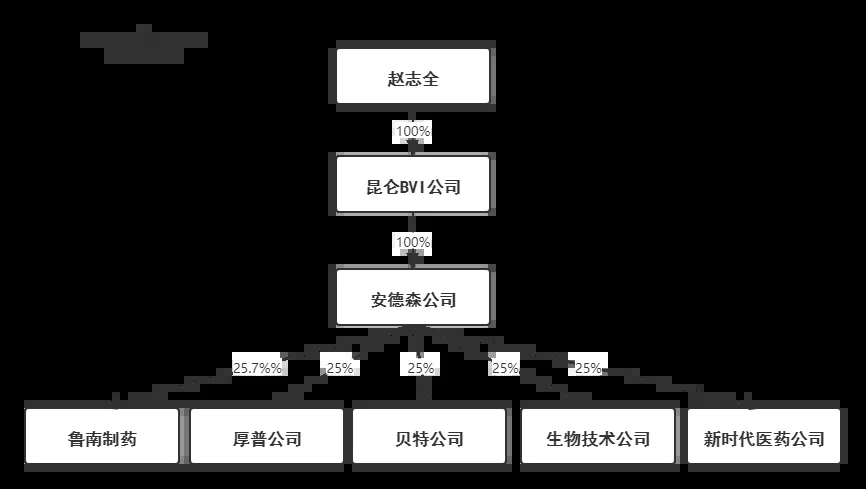 赵志全
100%
昆仑BVI公司
100%
安德森公司
25.7%% 25% 25% 25% 25%
鲁南制药 厚普公司 贝特公司 生物技术公司 新时代医药公司